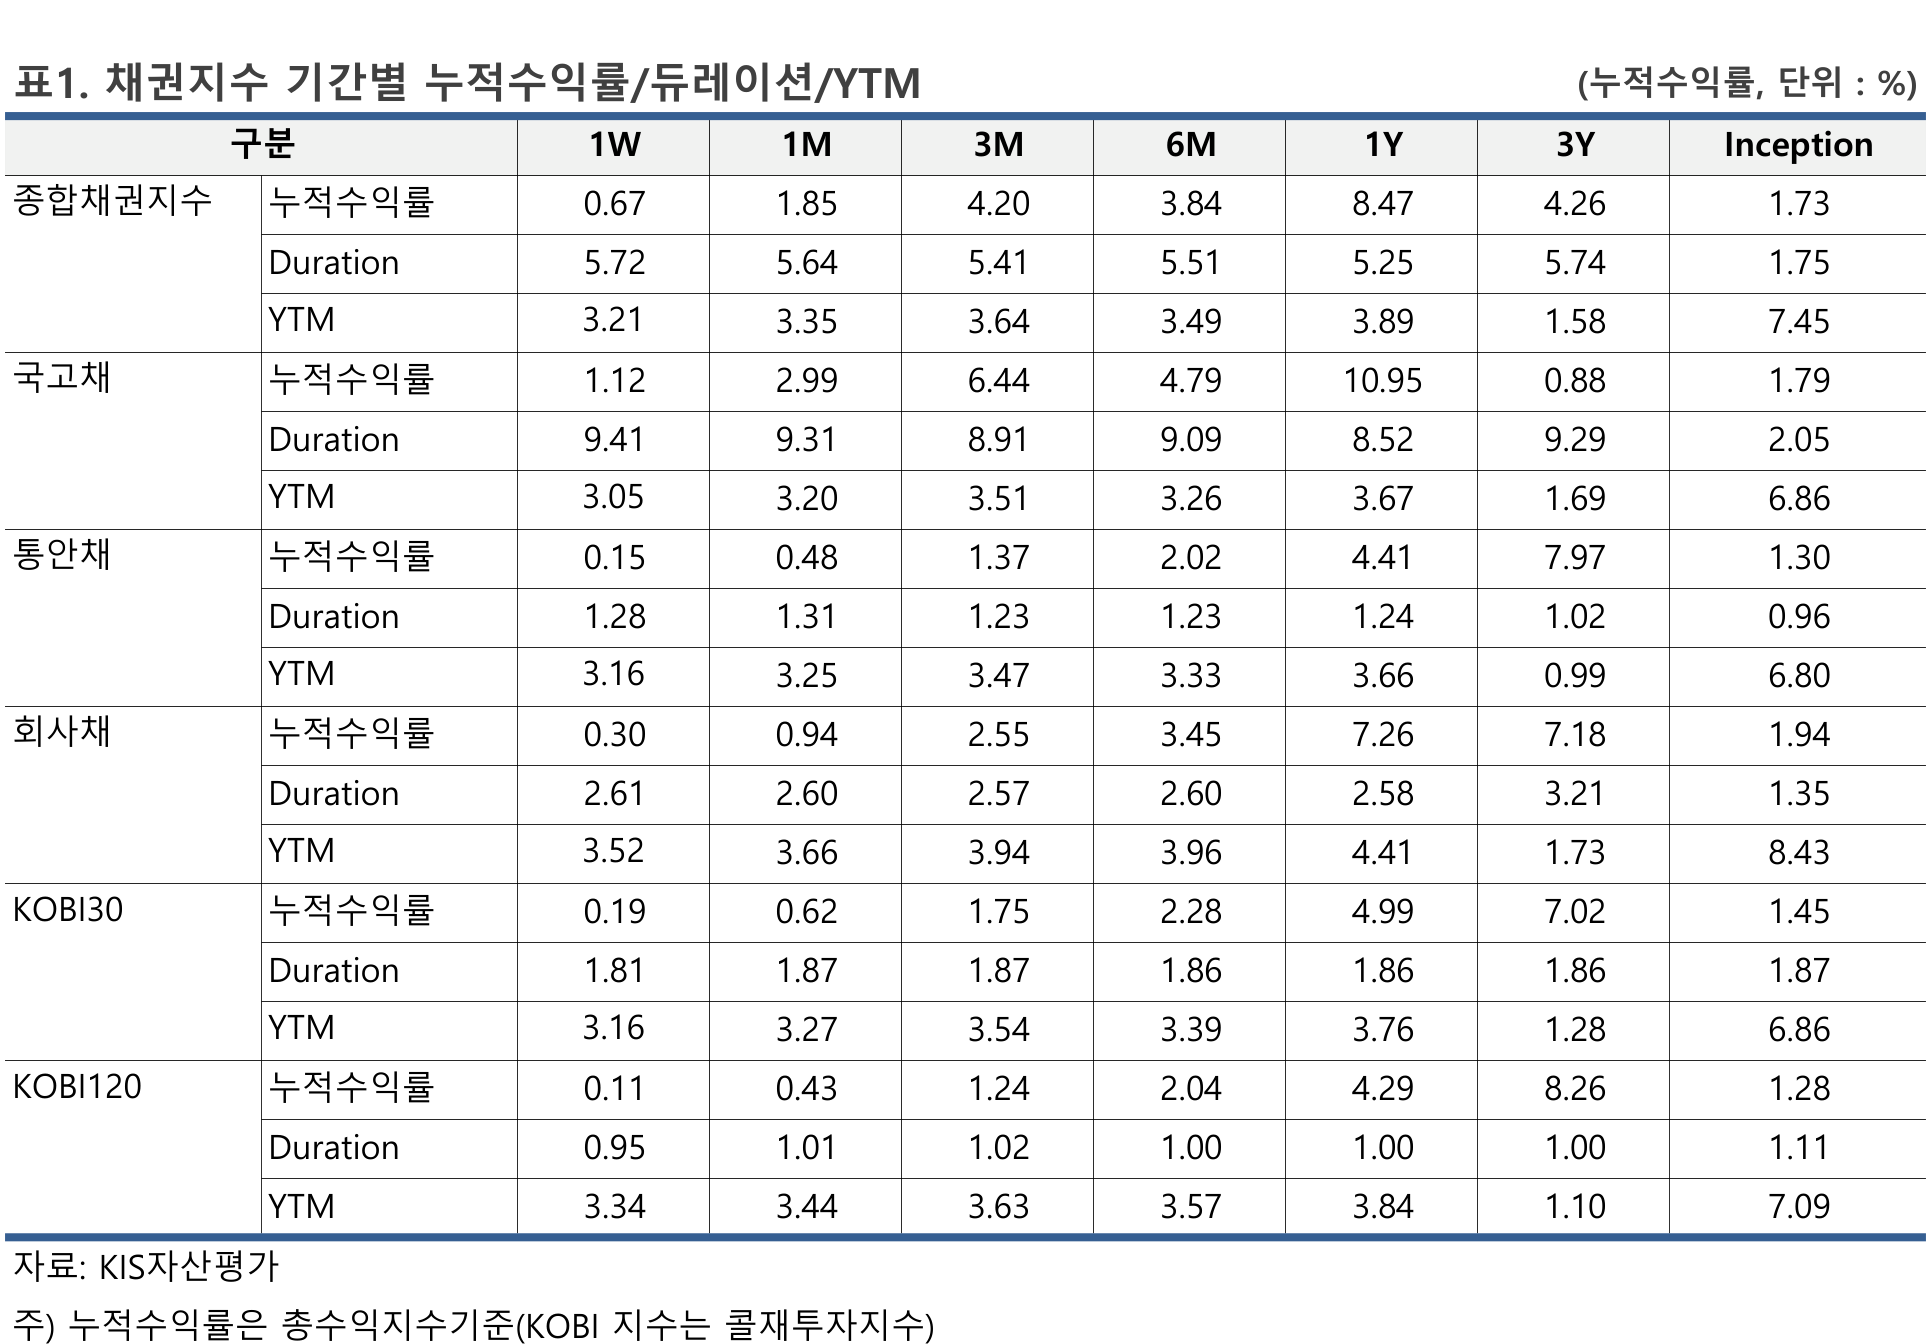 표1. 채권지수 기간별 누적수익률/듀레이션/YTM (누적수익률, 단위 : %)
구분 1W 1M 3M 6M 1Y 3Y Inception
종합채권지수 누적수익률 0.67 1.85 4.20 3.84 8.47 4.26 1.73
Duration 5.72 5.64 5.41 5.51 5.25 5.74 1.75
YTM 3.21 3.35 3.64 3.49 3.89 1.58 7.45
국고채 누적수익률 1.12 2.99 6.44 4.79 10.95 0.88 1.79
Duration 9.41 9.31 8.91 9.09 8.52 9.29 2.05
YTM 3.05 3.20 3.51 3.26 3.67 1.69 6.86
통안채 누적수익률 0.15 0.48 1.37 2.02 4.41 7.97 1.30
Duration 1.28 1.31 1.23 1.23 1.24 1.02 0.96
YTM 3.16 3.25 3.47 3.33 3.66 0.99 6.80
회사채 누적수익률 0.30 0.94 2.55 3.45 7.26 7.18 1.94
Duration 2.61 2.60 2.57 2.60 2.58 3.21 1.35
YTM 3.52 3.66 3.94 3.96 4.41 1.73 8.43
KOBI30 누적수익률 0.19 0.62 1.75 2.28 4.99 7.02 1.45
Duration 1.81 1.87 1.87 1.86 1.86 1.86 1.87
YTM 3.16 3.27 3.54 3.39 3.76 1.28 6.86
KOBI120 누적수익률 0.11 0.43 1.24 2.04 4.29 8.26 1.28
Duration 0.95 1.01 1.02 1.00 1.00 1.00 1.11
YTM 3.34 3.44 3.63 3.57 3.84 1.10 7.09
자료: KIS자산평가
주) 누적수익률은 총수익지수기준(KOBI 지수는 콜재투자지수)